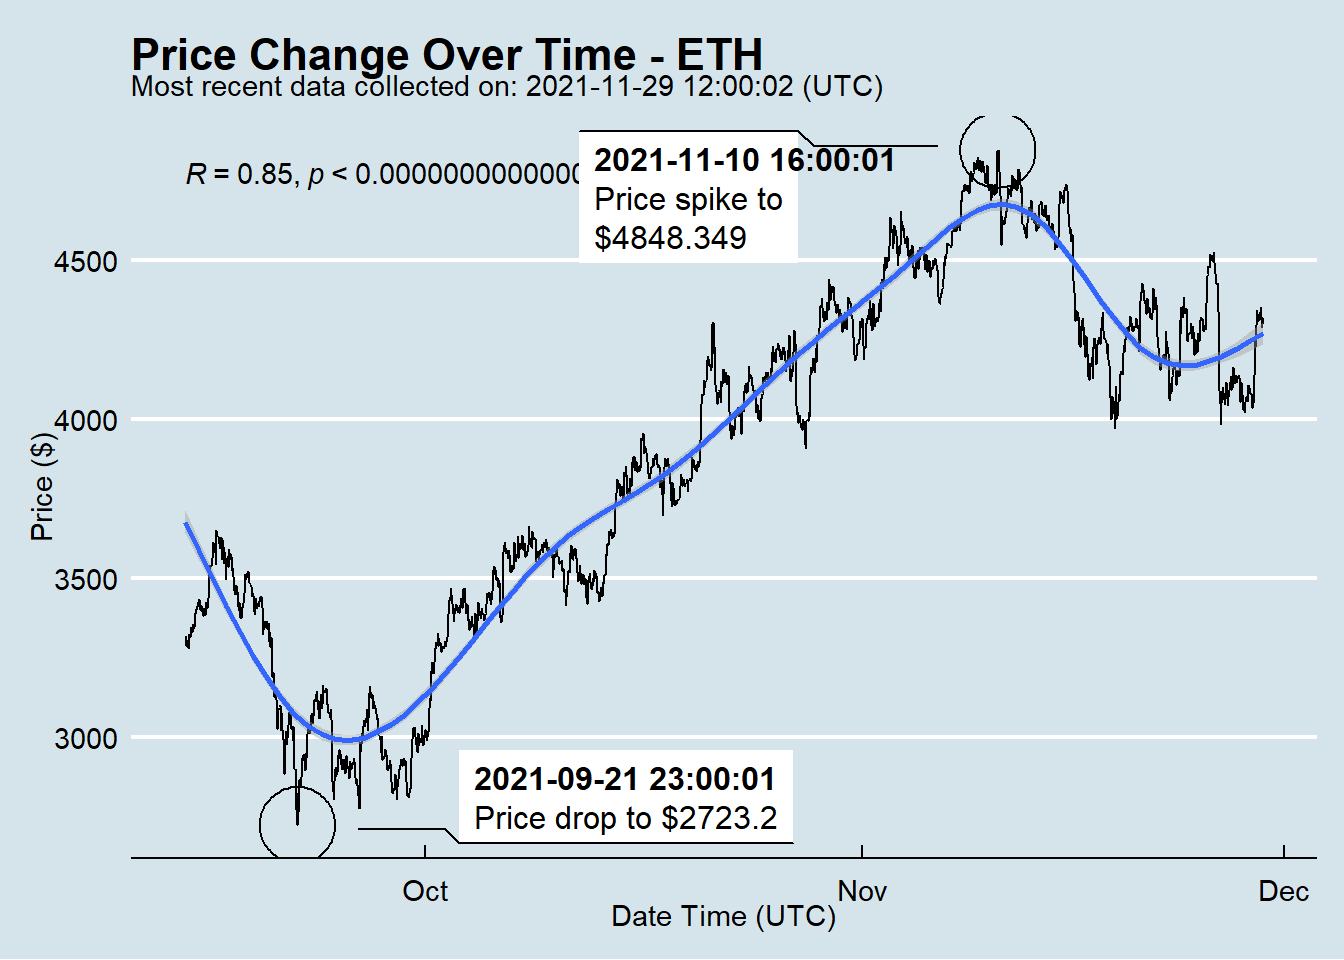 Price Change Over Time - ETH
Most recent data collected on: 2021-11-29 12:00:02 (UTC)
R = 0.85, p < 0.0000000000000
2021-11-10 16:00:01
Price spike to
$4848.349
4500
4000
3500
3000
Price ($)
2021-09-21 23:00:01
Price drop to $2723.2
Oct
Nov
Dec
Date Time (UTC)